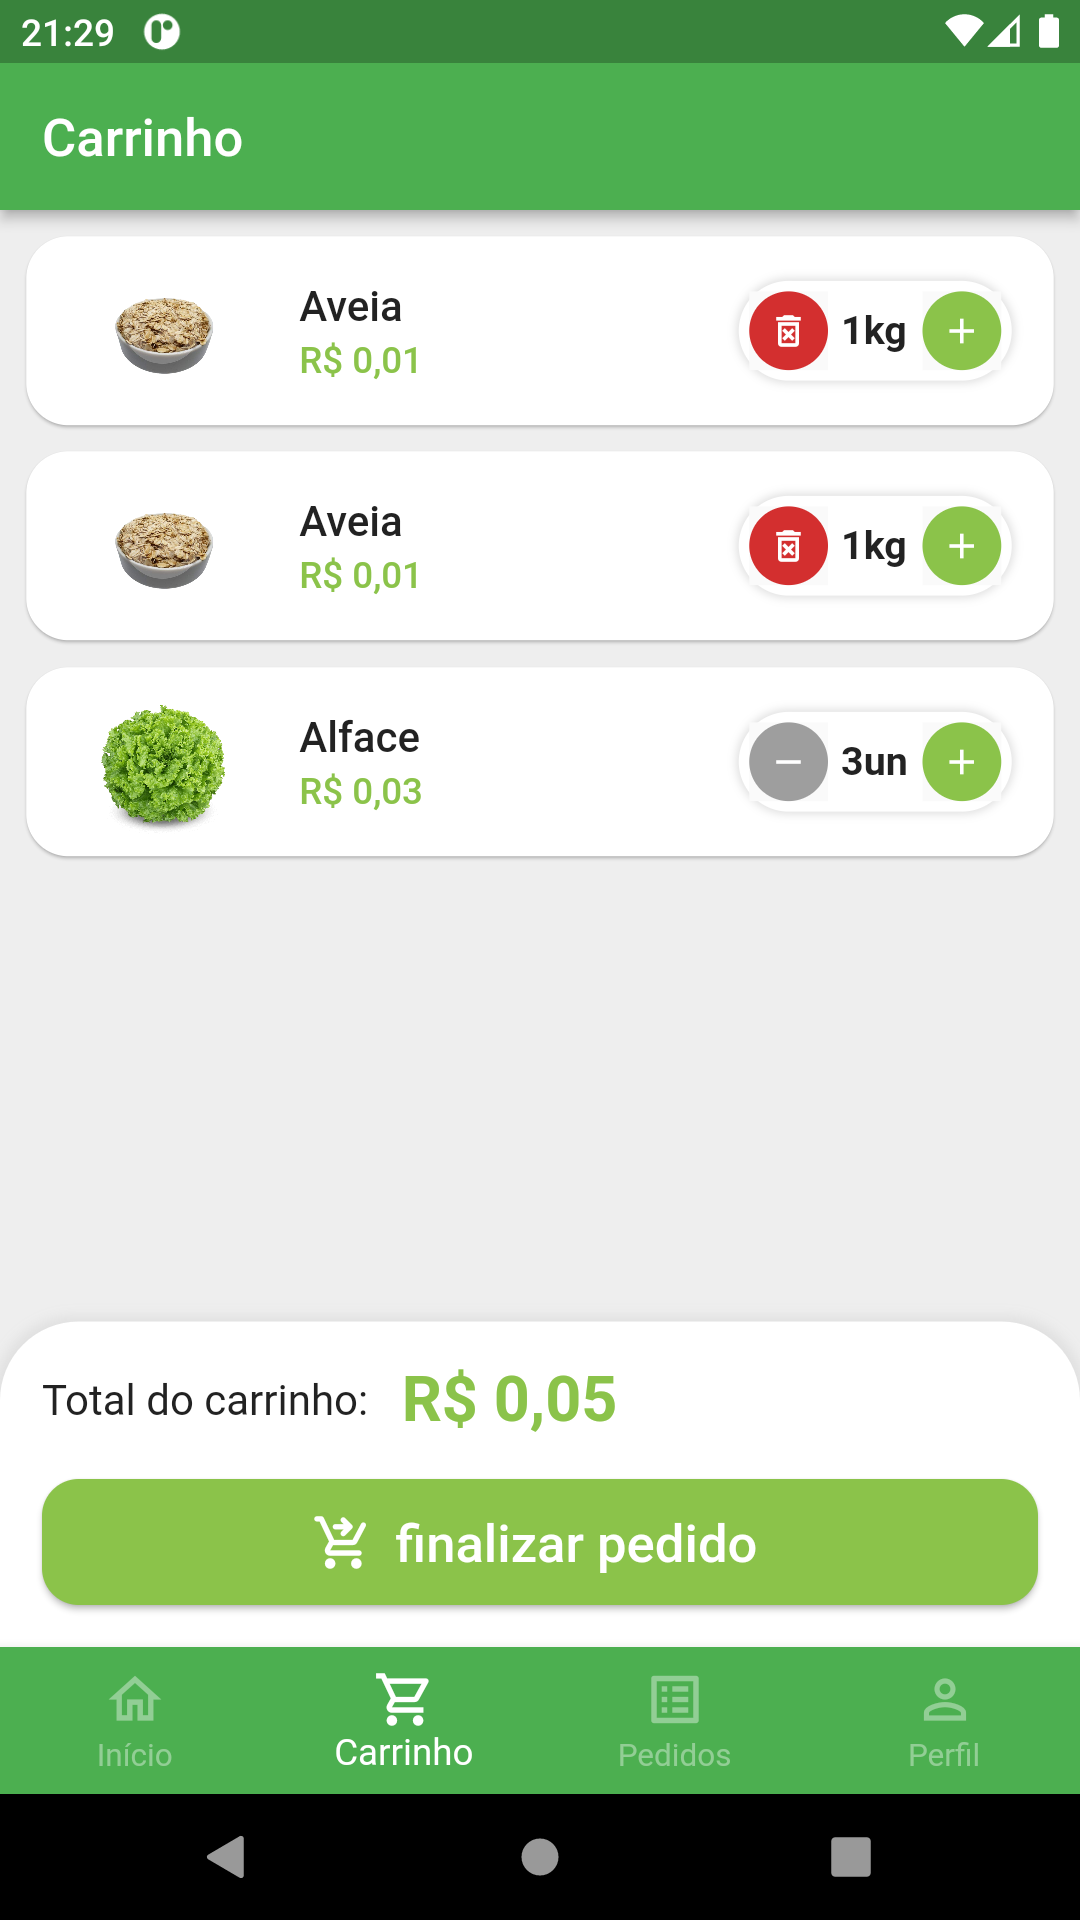 21:29
Carrinho
Aveia
R$ 0,01
1kg
Aveia
R$ 0,01
1kg
Alface
R$ 0,03
3un
Total do carrinho: R$ 0,05
finalizar pedido
Início Carrinho Pedidos Perfil